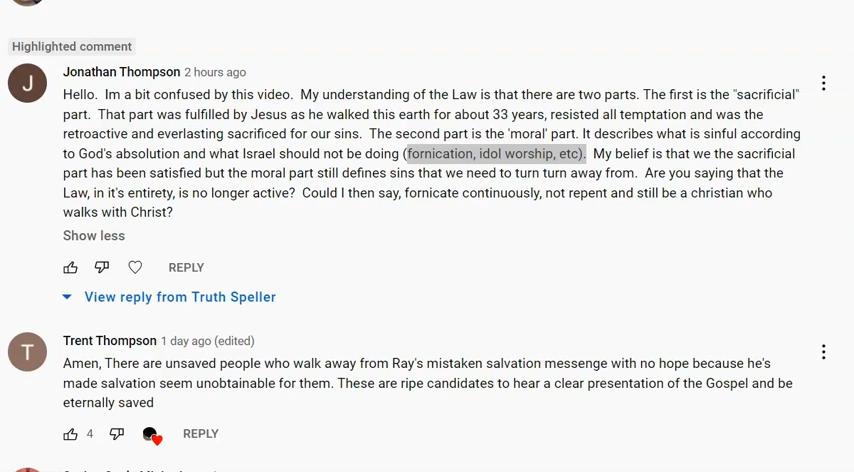 Highlighted comment
J
Jonathan Thompson 2 hours ago
Hello. Im a bit confused by this video. My understanding of the Law is that there are two parts. The first is the "sacrificial"
part. That part was fulfilled by Jesus as he walked this earth for about 33 years, resisted all temptation and was the
retroactive and everlasting sacrificed for our sins. The second part is the 'moral' part. It describes what is sinful according
to God's absolution and what Israel should not be doing (fornication, idol worship, etc). My belief is that we the sacrificial
part has been satisfied but the moral part still defines sins that we need to turn turn away from. Are you saying that the
Law, in it's entirety, is no longer active? Could I then say, fornicate continuously, not repent and still be a christian who
walks with Christ?
Show less
REPLY
View reply from Truth Speller
T
Trent Thompson 1 day ago (edited)
Amen, There are unsaved people who walk away from Ray's mistaken salvation messenge with no hope because he's
made salvation seem unobtainable for them. These are ripe candidates to hear a clear presentation of the Gospel and be
eternally saved
4 REPLY